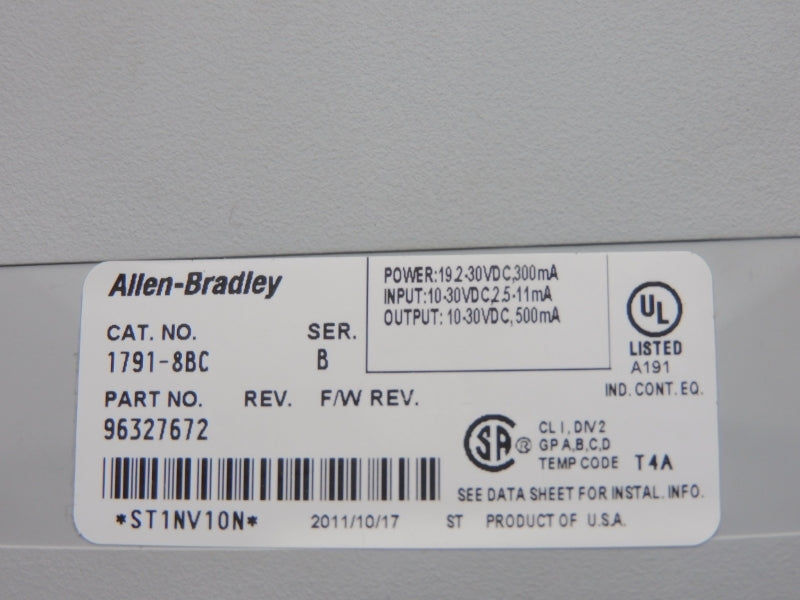 Allen-Bradley
POWER:19.2-30VDC,300mA
INPUT:10-30VDC,2.5-11mA
OUTPUT: 10-30VDC,500mA
CAT. NO. SER.
1791-8BC B
UL
LISTED
A191
IND. CONT. EQ.
PART NO. REV. F/W REV.
96327672
SA ®
CL I, DIV 2
GP A,B,C,D
TEMP CODE T4A
SEE DATA SHEET FOR INSTAL. INFO.
*ST1NV10N* 2011/10/17 ST PRODUCT OF U.S.A.